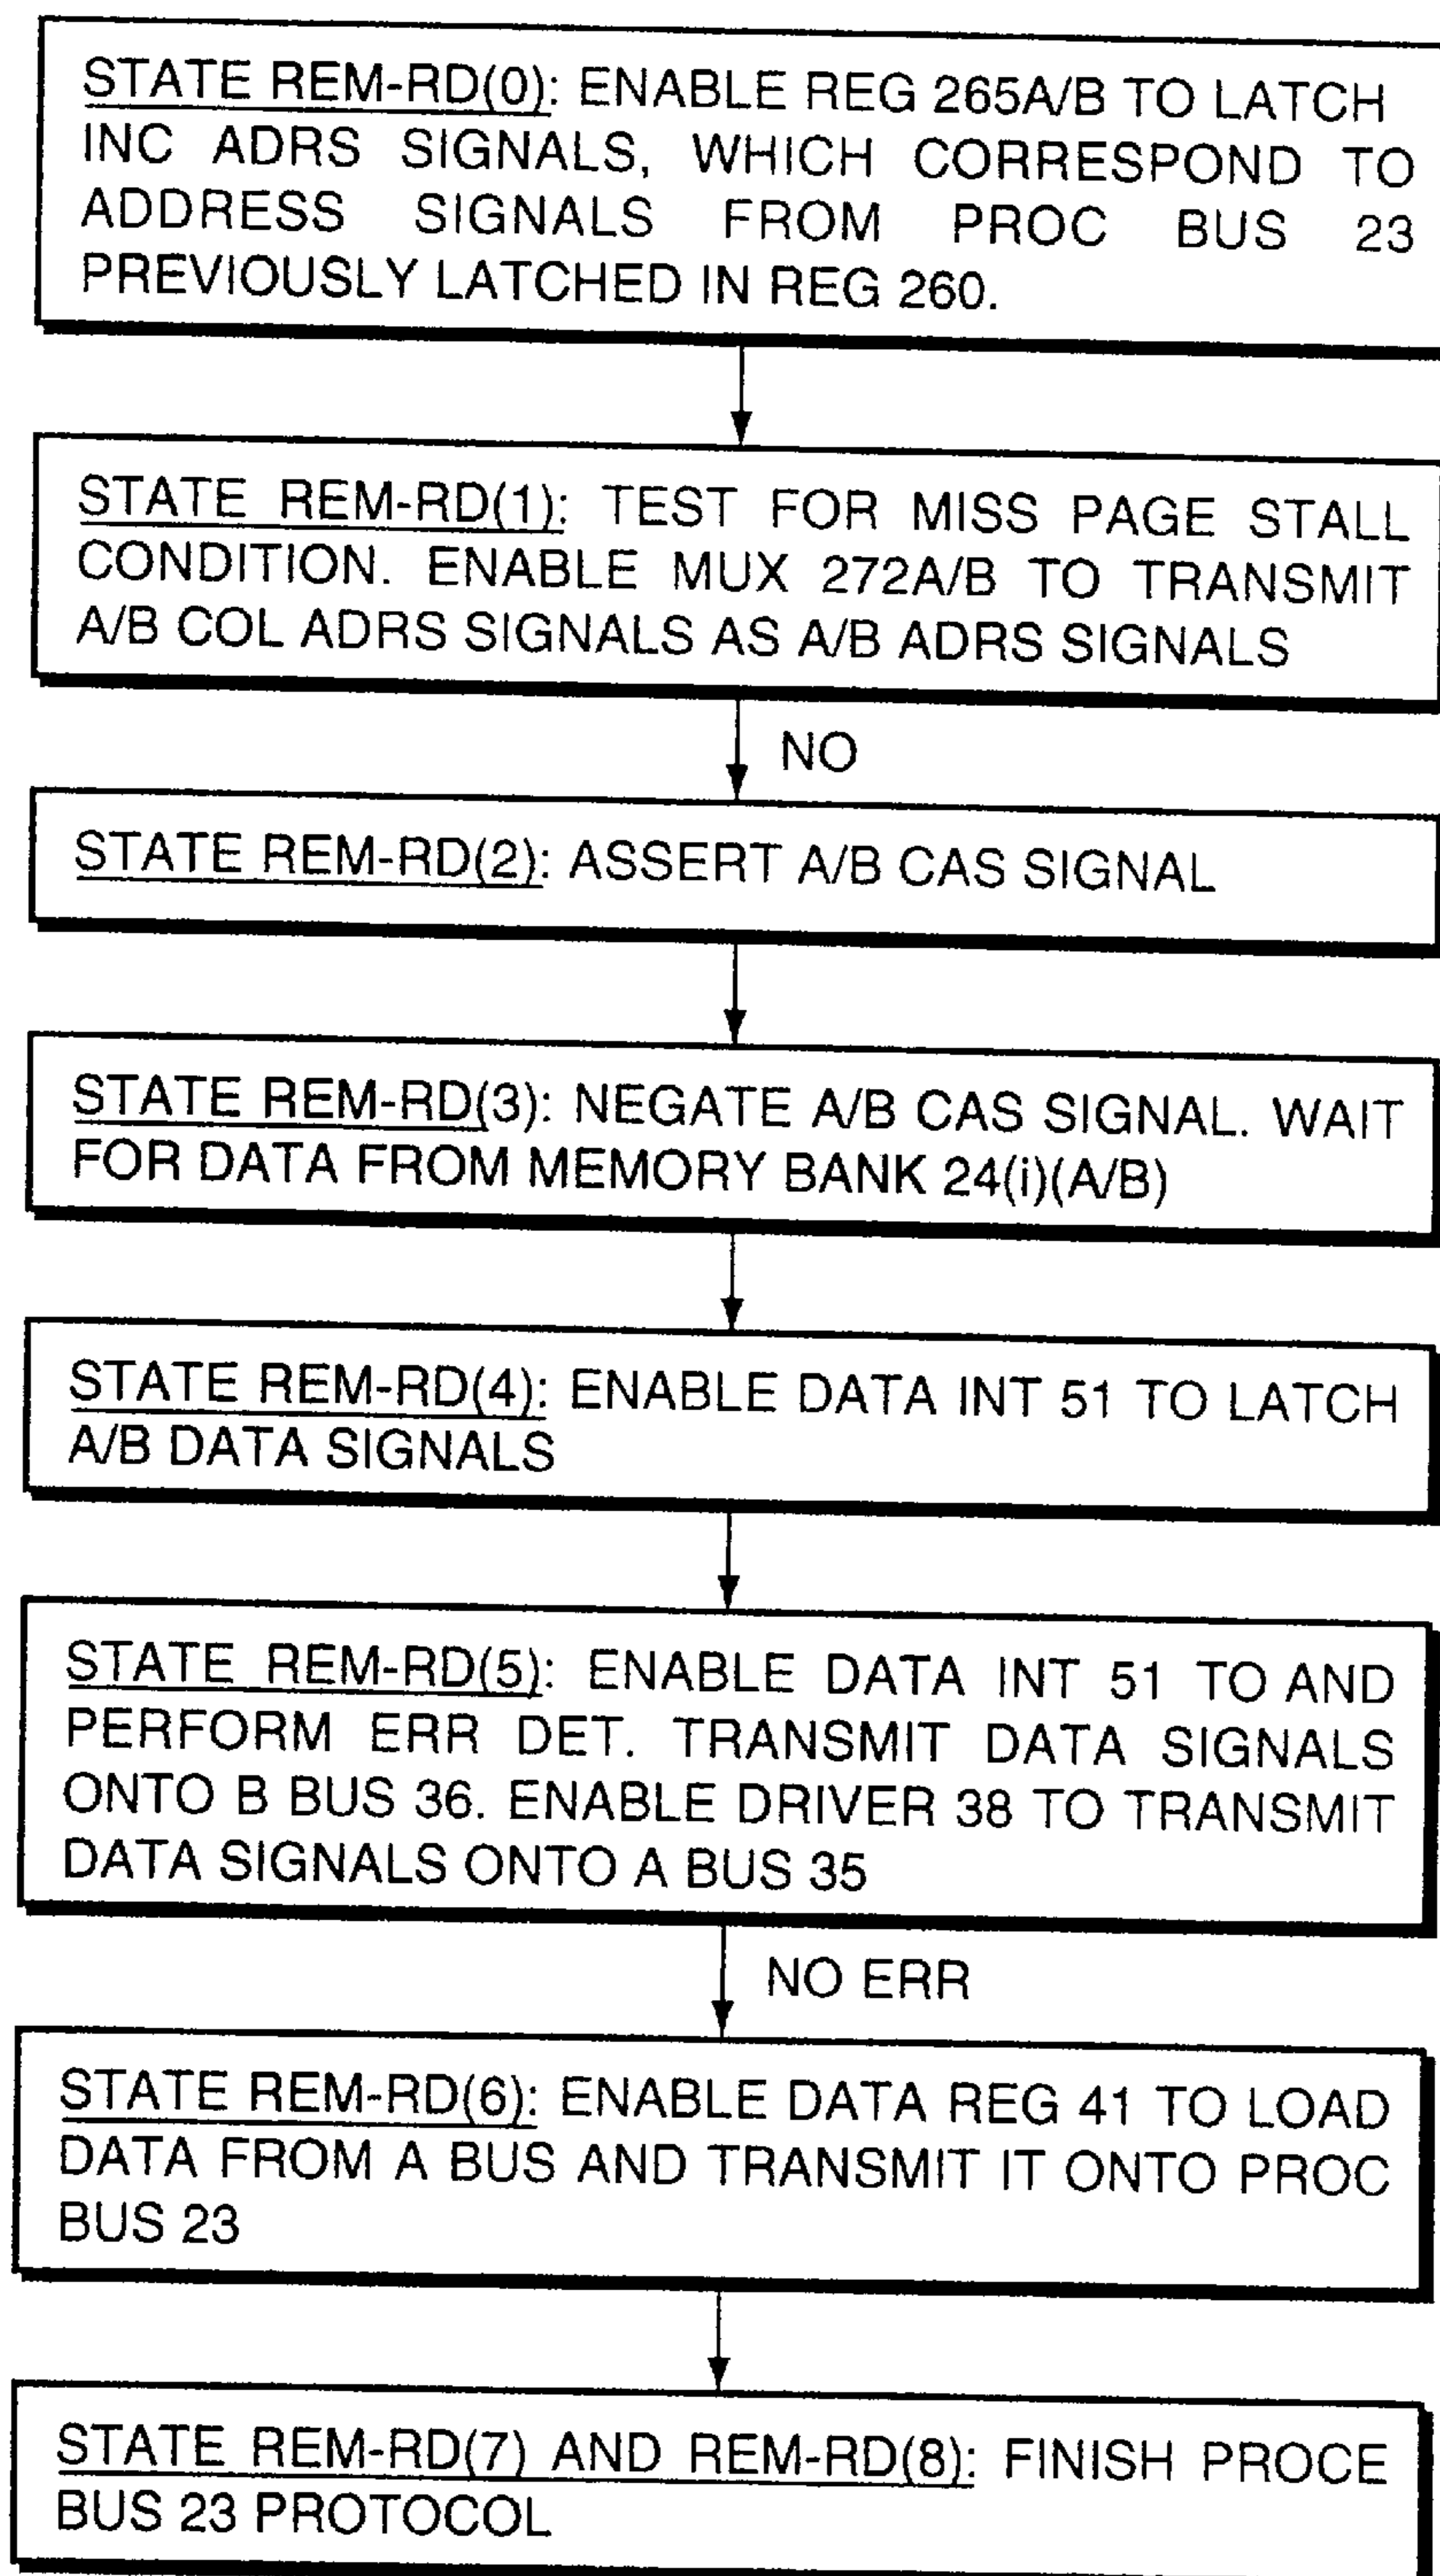 STATE REM-RD(0): ENABLE REG 265A/B TO LATCH
INC ADRS SIGNALS, WHICH CORRESPOND TO
ADDRESS SIGNALS FROM PROC BUS 23
PREVIOUSLY LATCHED IN REG 260.
STATE REM-RD(1): TEST FOR MISS PAGE STALL
CONDITION. ENABLE MUX 272A/B TO TRANSMIT
A/B COL ADRS SIGNALS AS A/B ADRS SIGNALS
NO
STATE REM-RD(2): ASSERT A/B CAS SIGNAL
STATE REM-RD(3): NEGATE A/B CAS SIGNAL. WAIT
FOR DATA FROM MEMORY BANK 24(i)(A/B)
STATE REM-RD(4): ENABLE DATA INT 51 TO LATCH
A/B DATA SIGNALS
STATE REM-RD(5): ENABLE DATA INT 51 TO AND
PERFORM ERR DET. TRANSMIT DATA SIGNALS
ONTO B BUS 36. ENABLE DRIVER 38 TO TRANSMIT
DATA SIGNALS ONTO A BUS 35
NO ERR
STATE REM-RD(6): ENABLE DATA REG 41 TO LOAD
DATA FROM A BUS AND TRANSMIT IT ONTO PROC
BUS 23
STATE REM-RD(7) AND REM-RD(8): FINISH PROCE
BUS 23 PROTOCOL